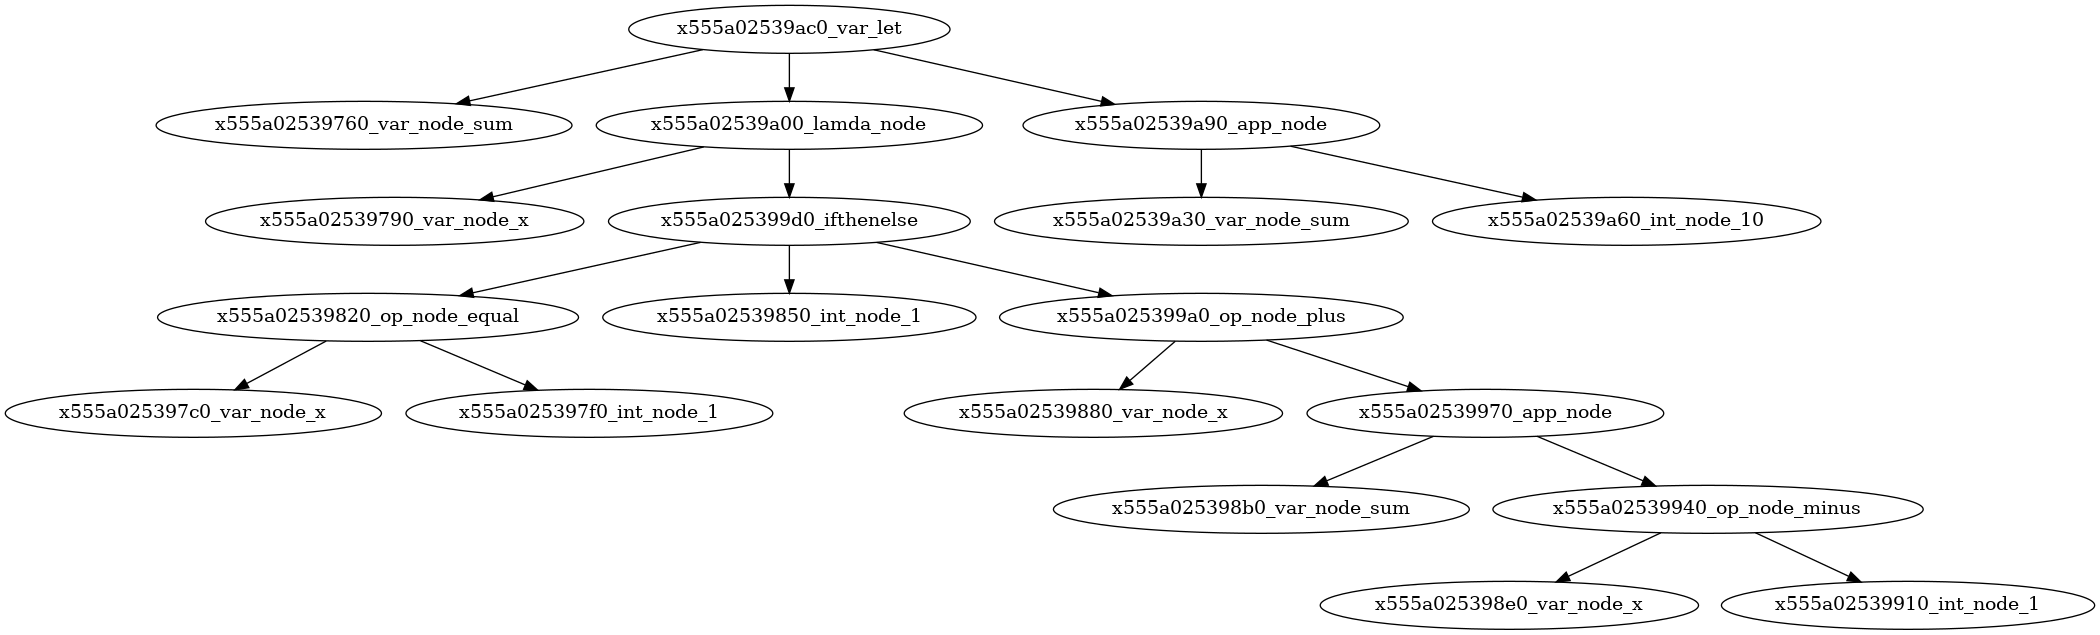 x555a02539ac0_var_let
x555a02539760_var_node_sum
x555a02539a00_lamda_node
x555a02539a90_app_node
x555a02539790_var_node_x
x555a025399d0_ifthenelse
x555a02539a30_var_node_sum
x555a02539a60_int_node_10
x555a02539820_op_node_equal
x555a02539850_int_node_1
x555a025399a0_op_node_plus
x555a025397c0_var_node_x
x555a025397f0_int_node_1
x555a02539880_var_node_x
x555a02539970_app_node
x555a025398b0_var_node_sum
x555a02539940_op_node_minus
x555a025398e0_var_node_x
x555a02539910_int_node_1